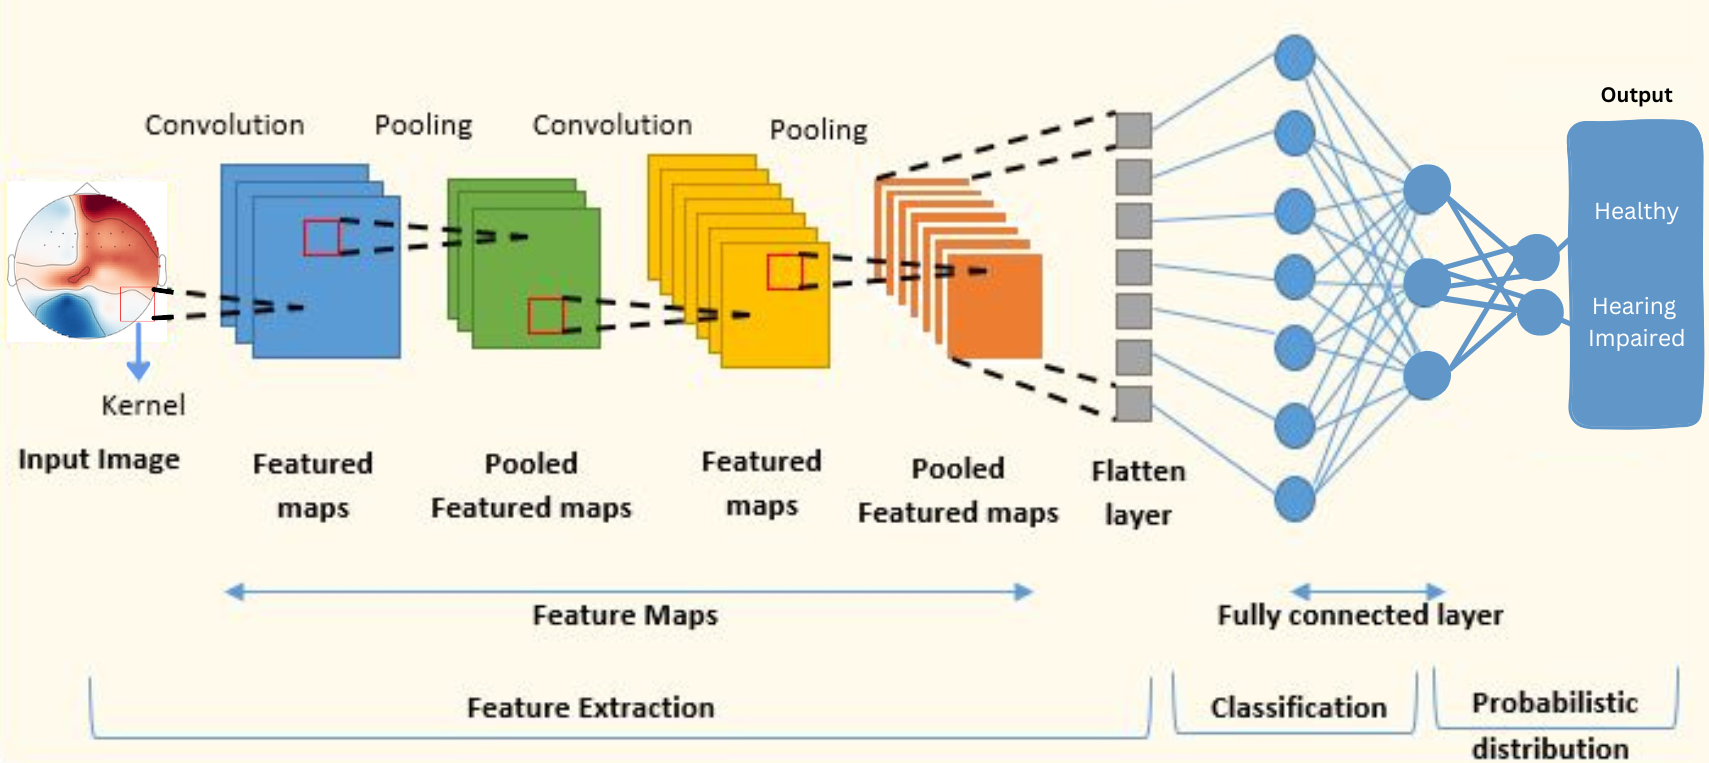 Output
Convolution
Pooling
Convolution
Pooling
Healthy
Hearing
Impaired
Kernel
Input Image
Featured
maps
Pooled
Featured maps
Featured
maps
Pooled
Featured maps
Flatten
layer
Feature Maps
Fully connected layer
Feature Extraction
Classification
Probabilistic
distribution